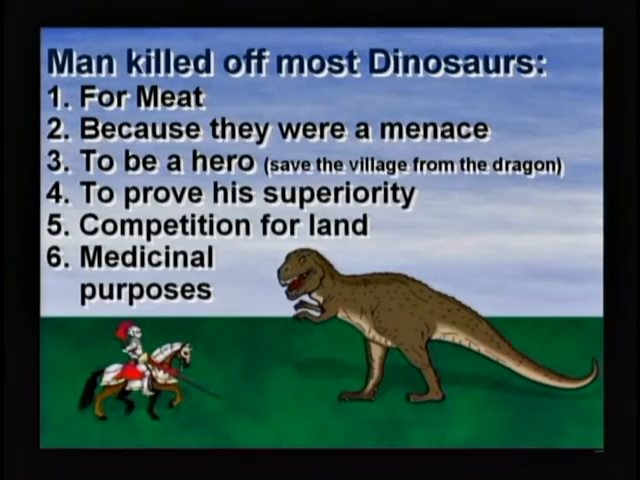 Man killed off most Dinosaurs:
1. For Meat
2. Because they were a menace
3. To be a hero (save the village from the dragon)
4. To prove his superiority
5. Competition for land
6. Medicinal
purposes